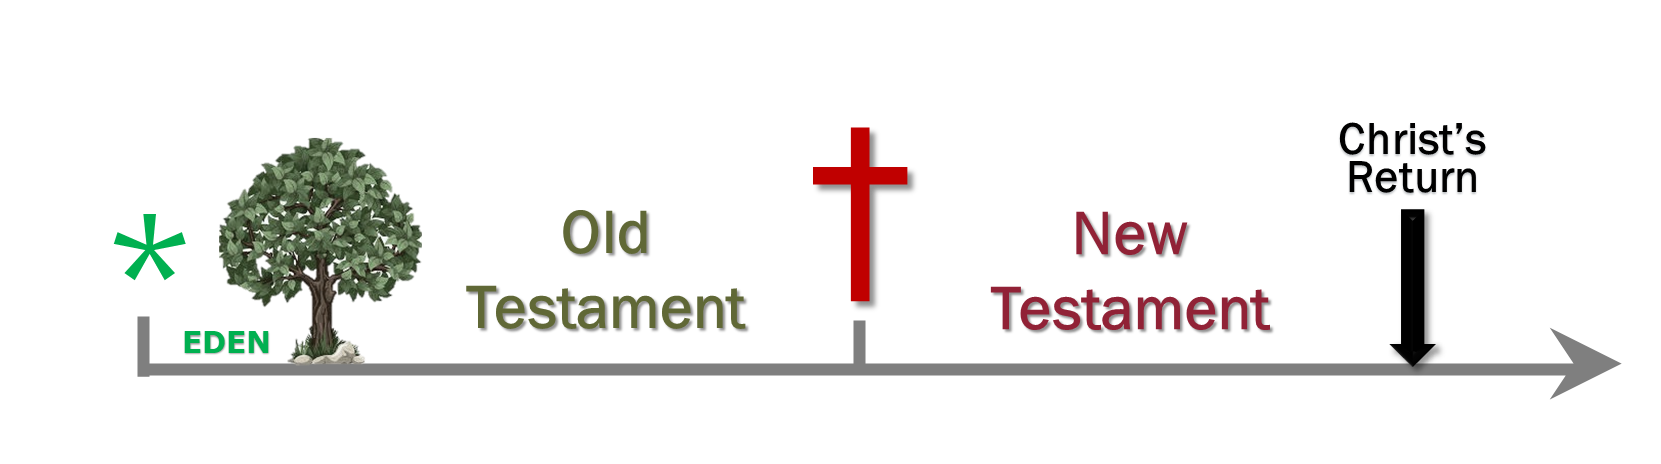 *
EDEN
Old
Testament
New
Testament
Christ’s
Return